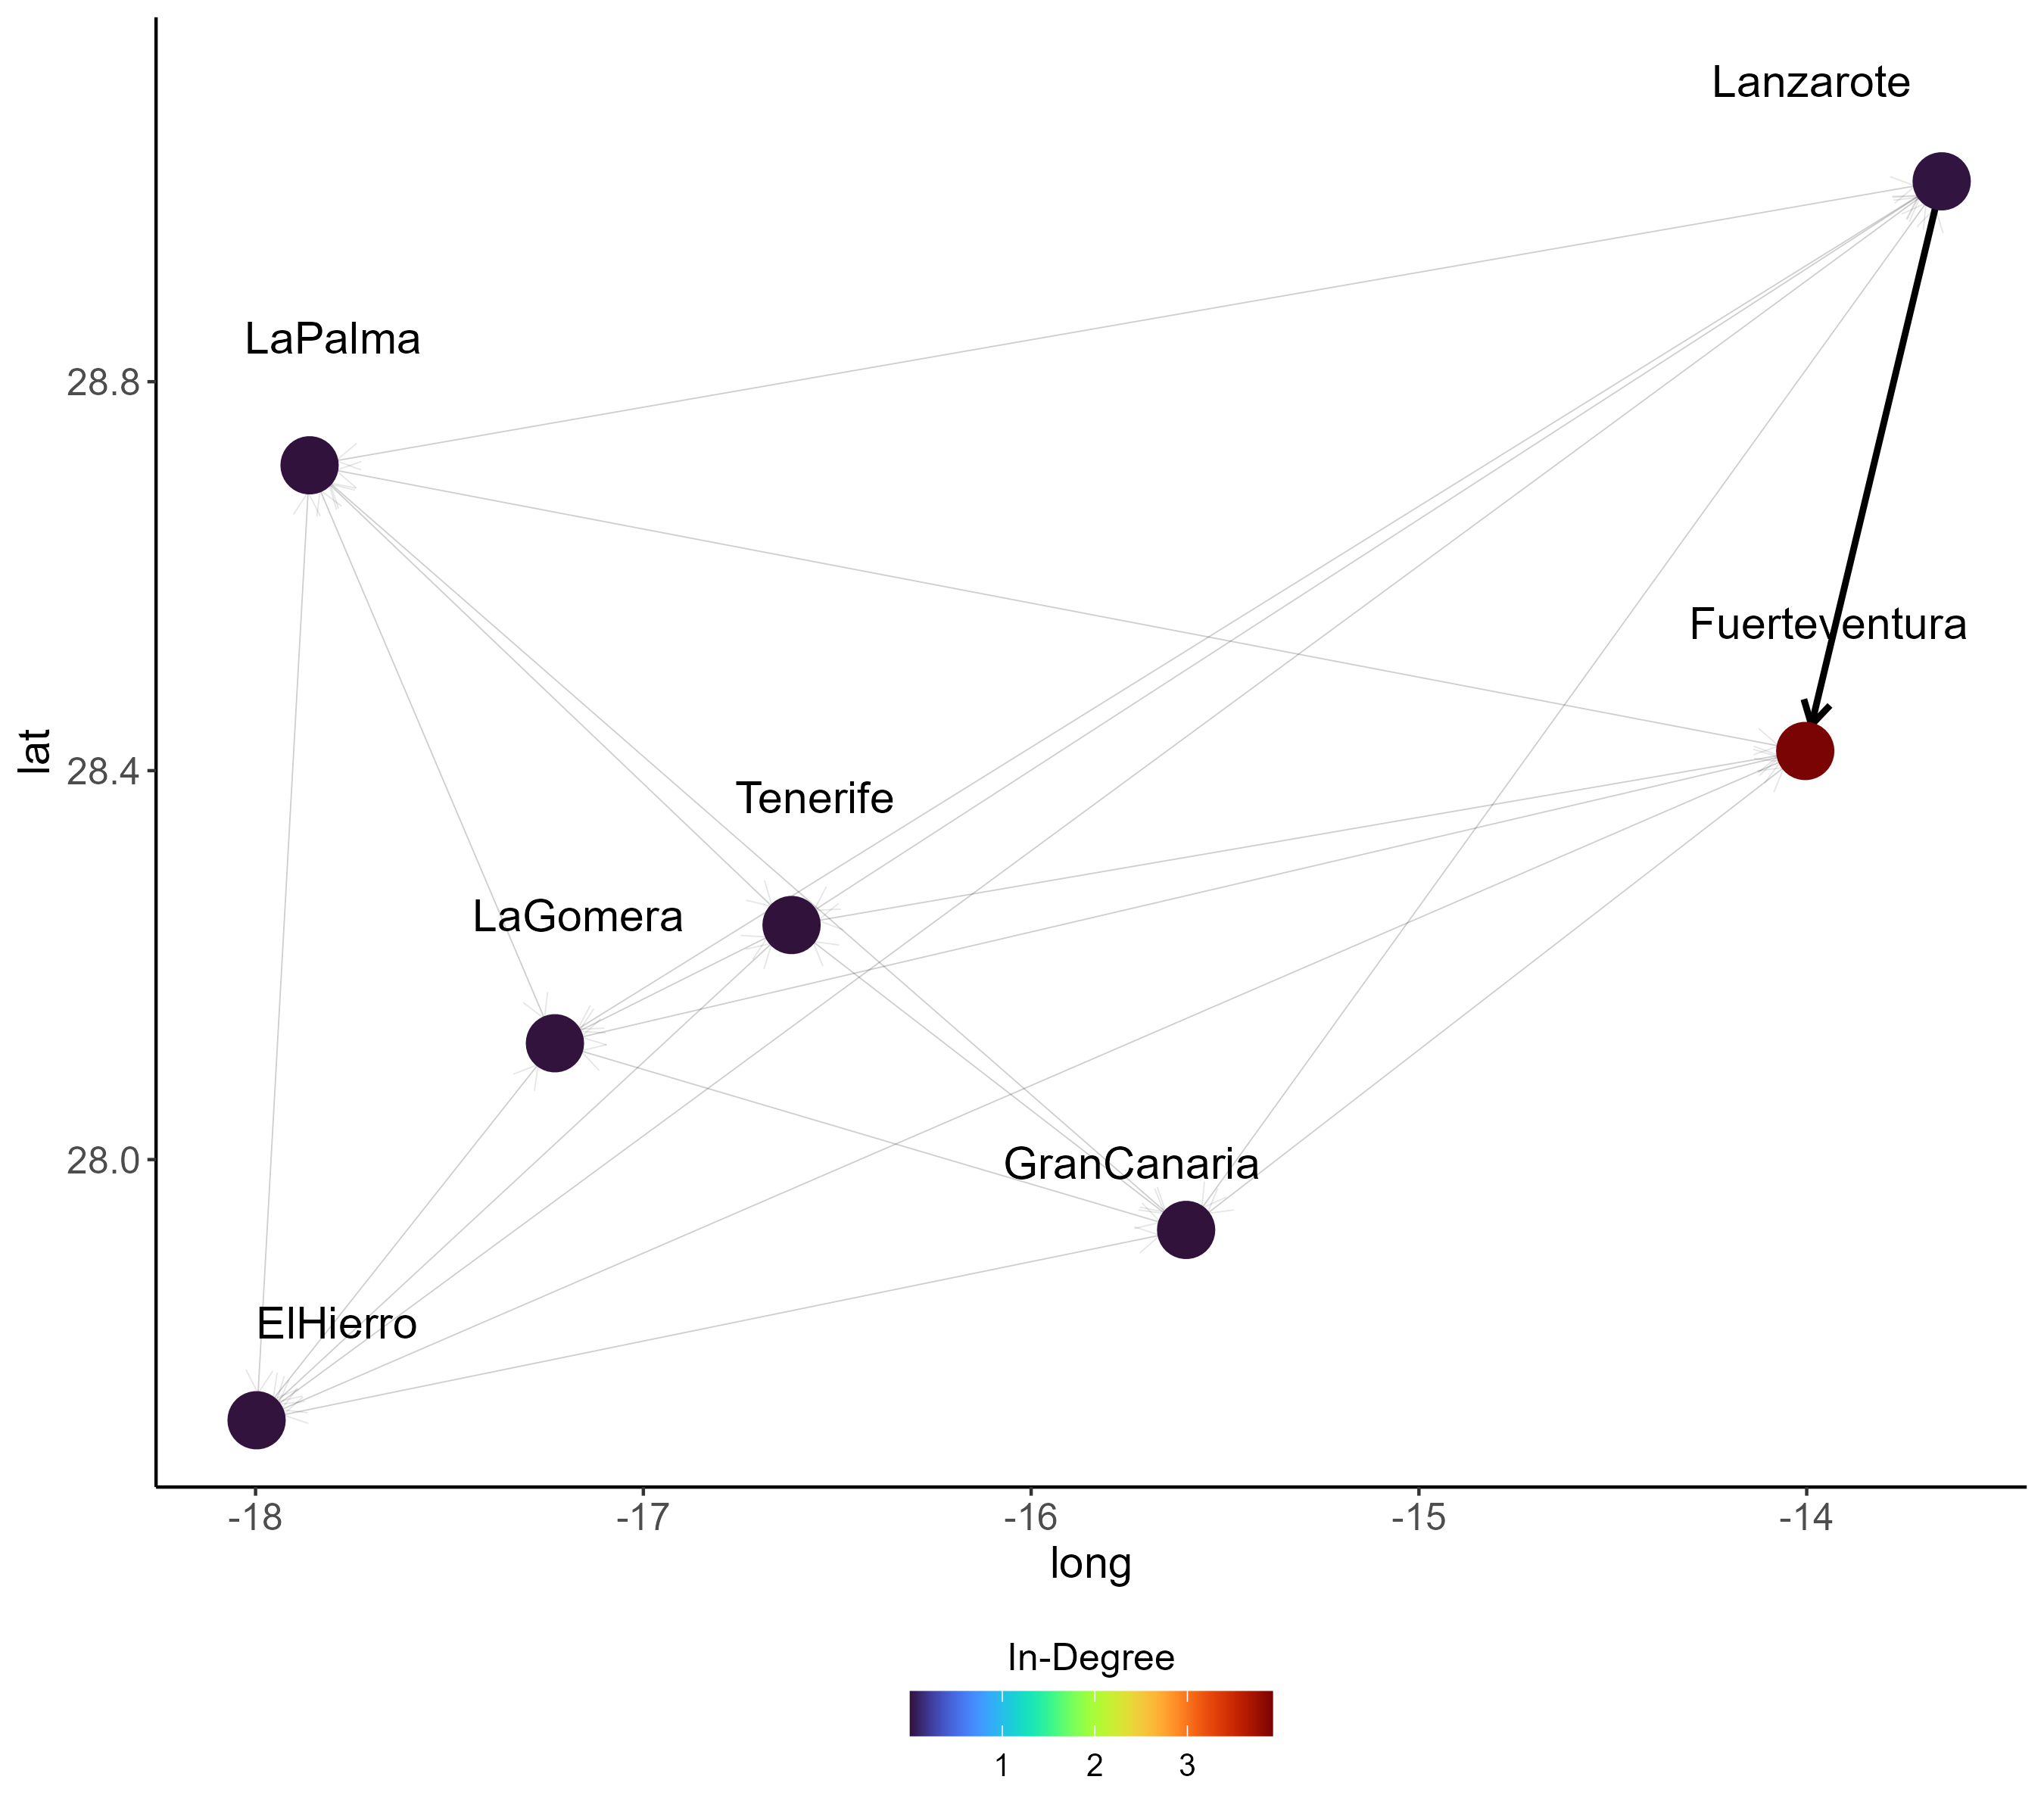 Lanzarote
LaPalma
28.8
Fuerteventura
lat
28.4
Tenerife
LaGomera
28.0
GranCanaria
ElHierro
-18 -17 -16 -15 -14
long
In-Degree
1 2 3